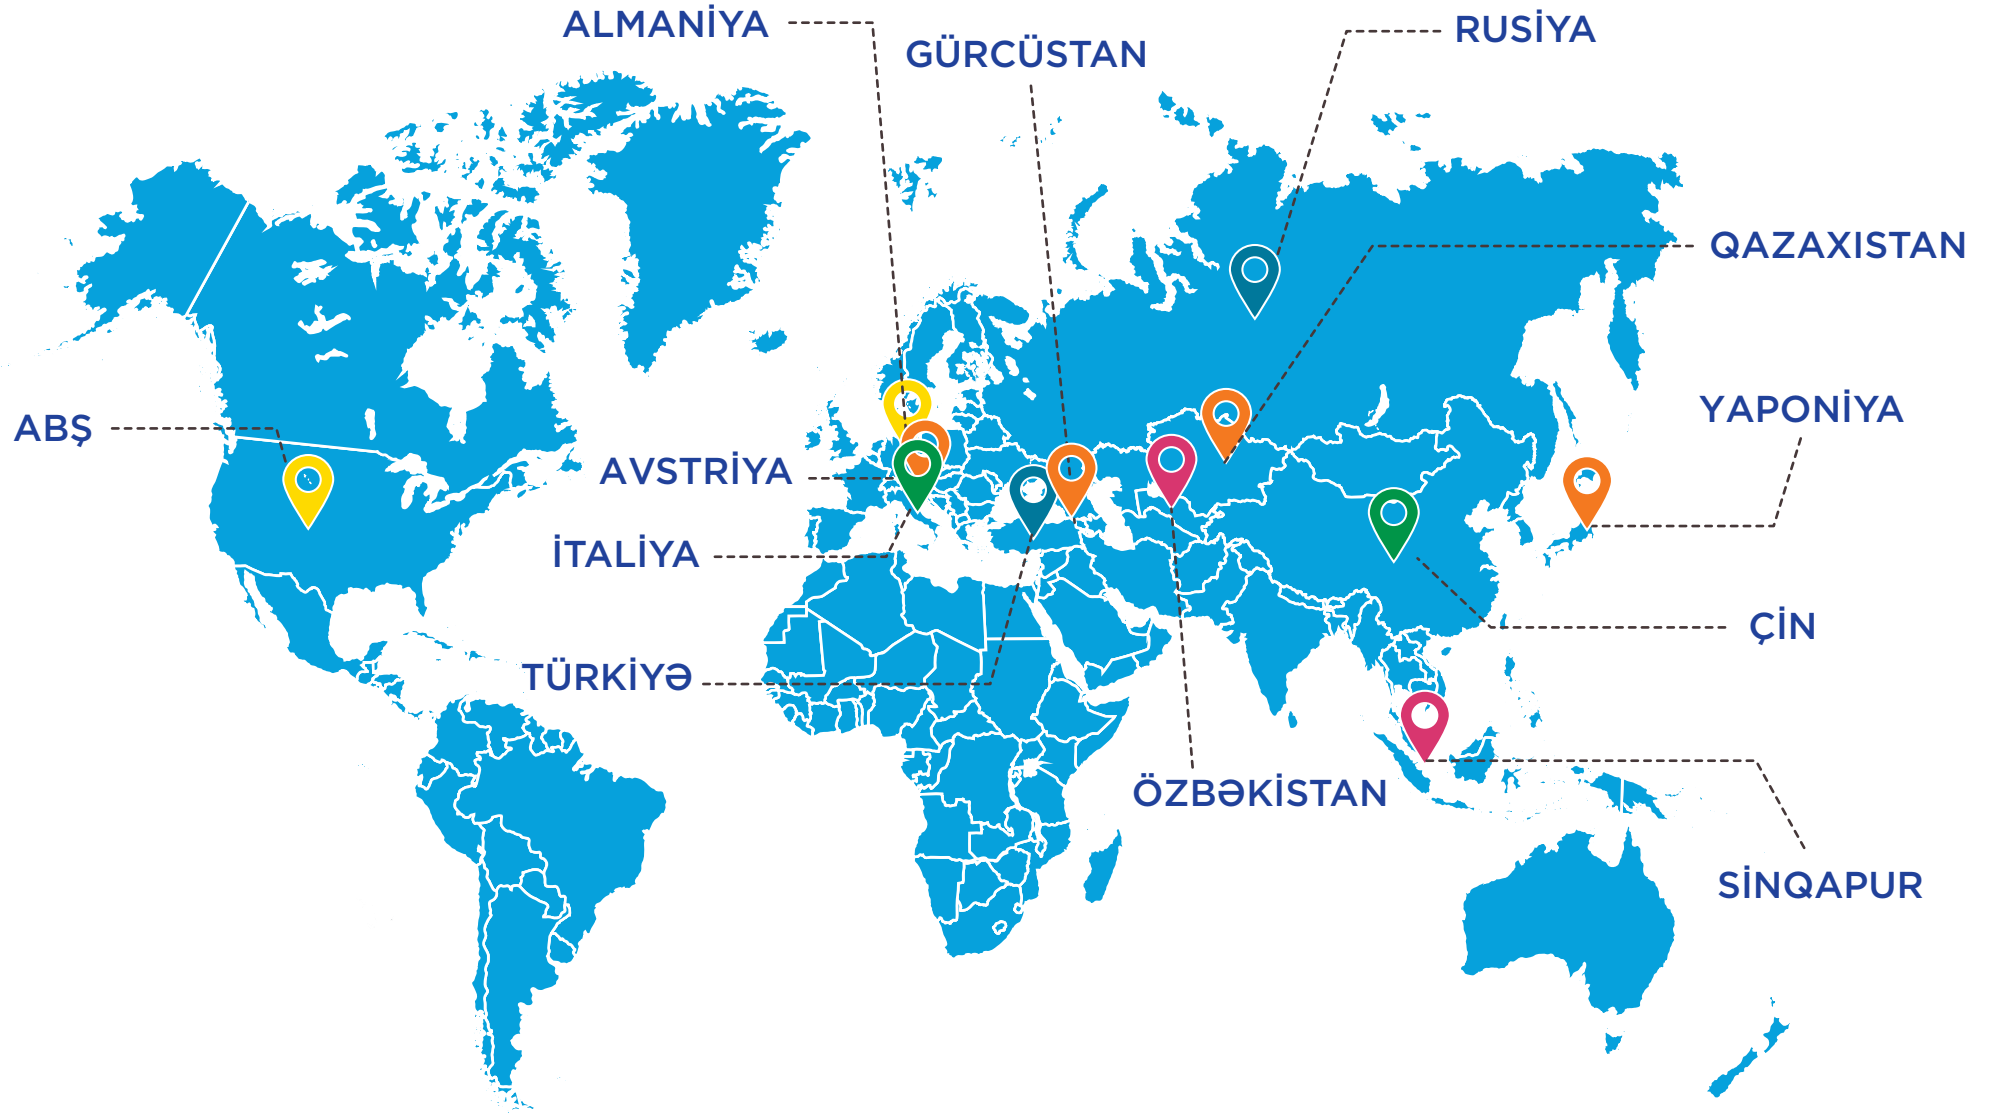 ALMANİYA
GÜRCÜSTAN
RUSİYA
QAZAXISTAN
YAPONİYA
ABŞ
AVSTRİYA
İTALİYA
ÇİN
TÜRKİYƏ
ÖZBƏKİSTAN
SİNQAPUR